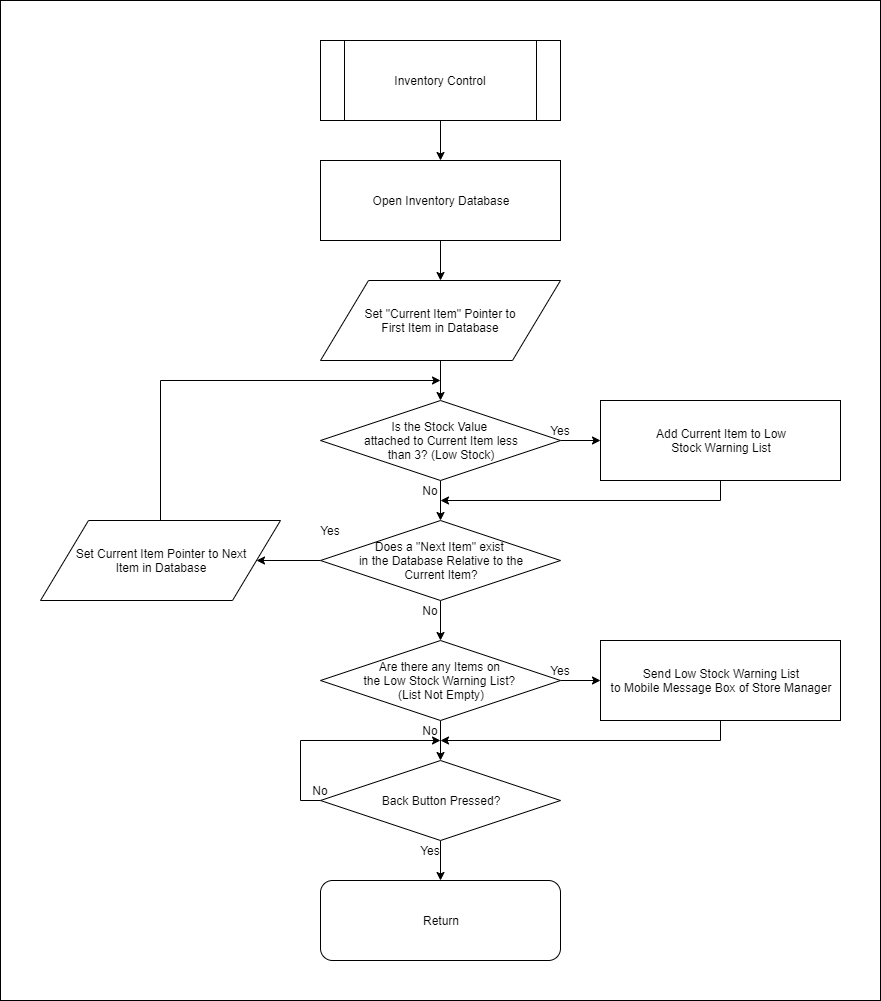 Inventory Control
Open Inventory Database
Set "Current Item" Pointer to
First Item in Database
Is the Stock Value
attached to Current Item less
than 3? (Low Stock)
Yes
Add Current Item to Low
Stock Warning List
No
Yes
Does a "Next Item" exist
in the Database Relative to the
Current Item?
Set Current Item Pointer to Next
Item in Database
No
Are there any Items on
the Low Stock Warning List?
(List Not Empty)
Yes
Send Low Stock Warning List
to Mobile Message Box of Store Manager
No
No
Back Button Pressed?
Yes
Return